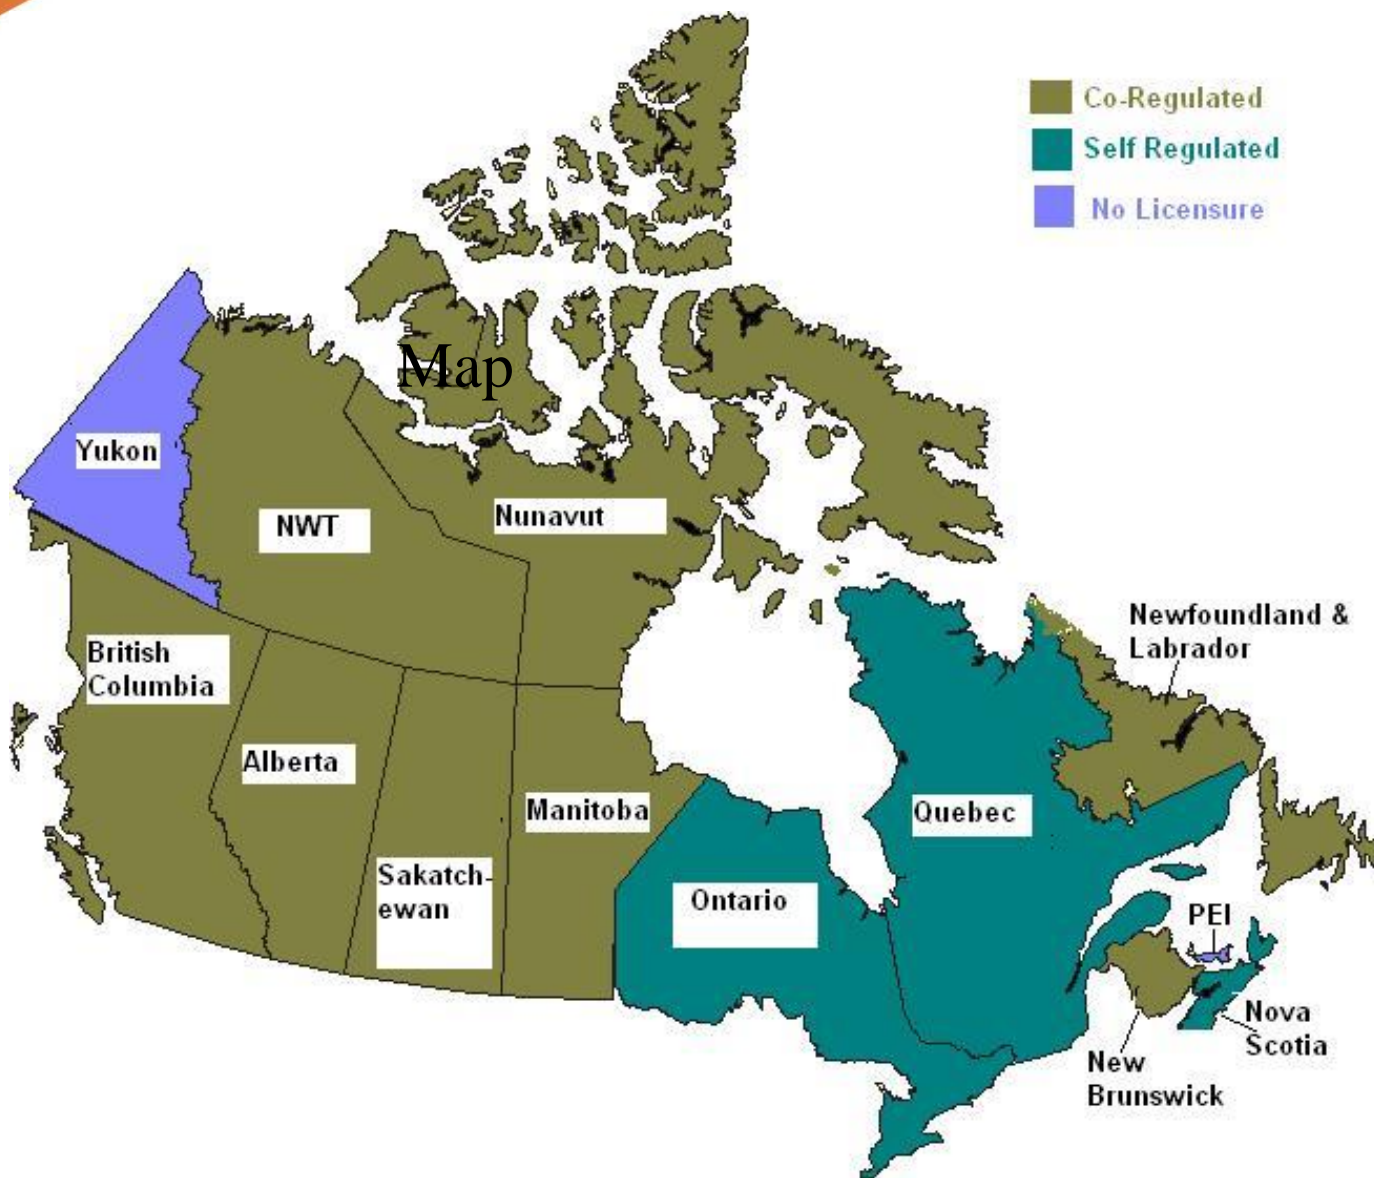 Co-Regulated
Self Regulated
No Licensure
Map
Yukon
NWT
Nunavut
Newfoundland &
Labrador
British
Columbia
Alberta
Manitoba
Quebec
Sakatch-
ewan
Ontario
PEI
Nova
Scotia
New
Brunswick